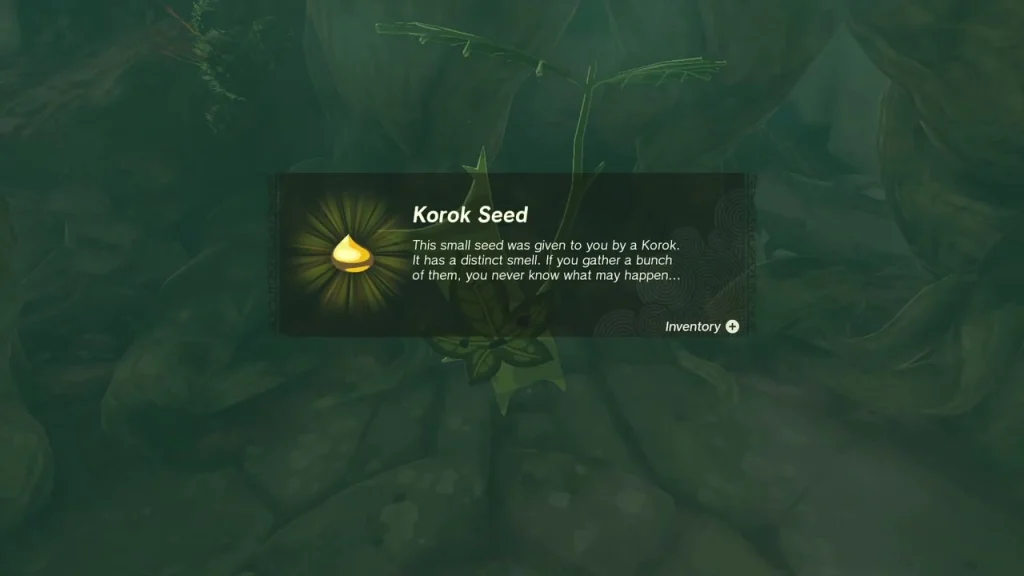 Korok Seed
This small seed was given to you by a Korok.
It has a distinct smell. If you gather a bunch
of them, you never know what may happen...
Inventory